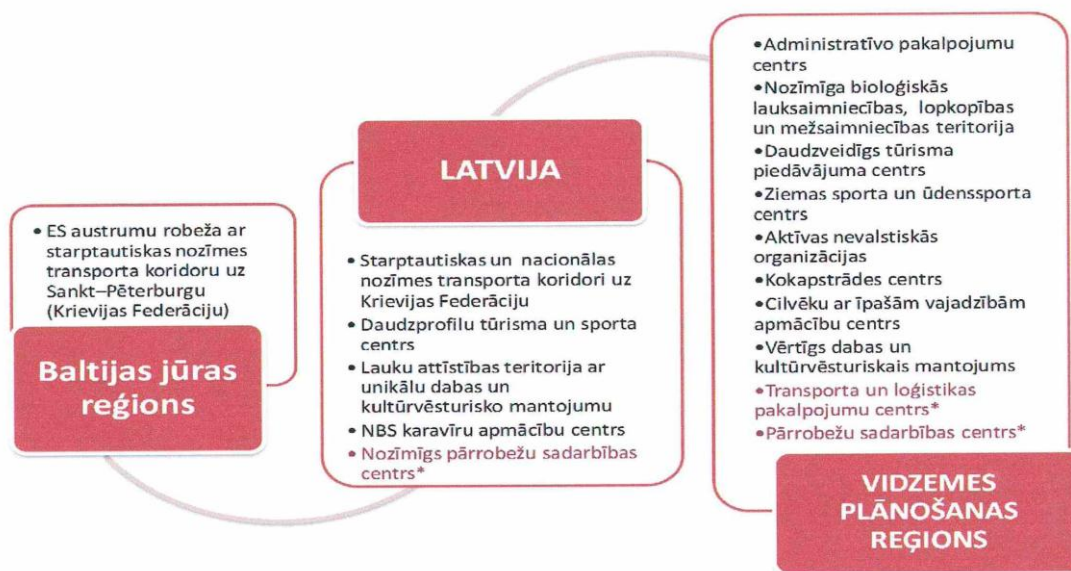 • ES austrumu robeža ar
starptautiskas nozīmes
transporta koridoru uz
Sankt–Pēterburgu
(Krievijas Federāciju)
Baltijas jūras
reģions
LATVIJA
• Starptautiskas un nacionālas
nozīmes transporta koridori uz
Krievijas Federāciju
• Daudzprofilu tūrisma un sporta
centrs
• Lauku attīstības teritorija ar
unikālu dabas un
kultūrvēsturisko mantojumu
• NBS karavīru apmācību centrs
• Nozīmīgs pārrobežu sadarbības
centrs*
•Administratīvo pakalpojumu
centrs
•Nozīmīga bioloģiskās
lauksaimniecības, lopkopības
un mežsaimniecības teritorija
•Daudzveidīgs tūrisma
piedāvājuma centrs
•Ziemas sporta un ūdenssporta
centrs
•Aktīvas nevalstiskās
organizācijas
•Kokapstrādes centrs
•Cilvēku ar īpašām vajadzībām
apmācību centrs
•Vērtīgs dabas un
kultūrvēsturiskais mantojums
•Transporta un loģistikas
pakalpojumu centrs*
•Pārrobežu sadarbības centrs*
VIDZEMES
PLĀNOŠANAS
REĢIONS